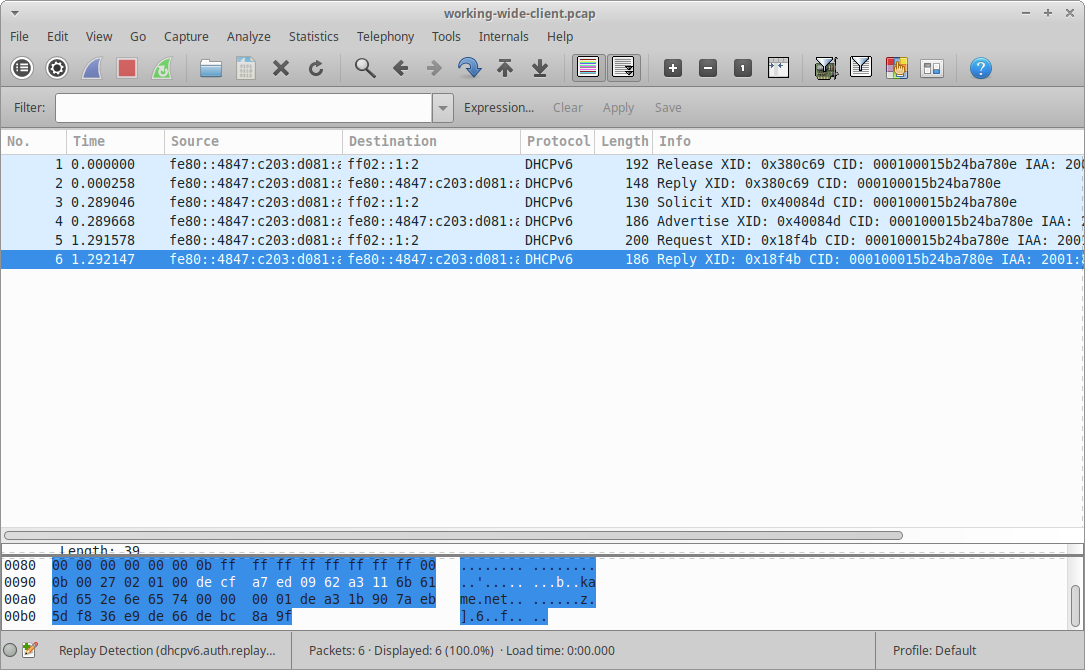 working-wide-client.pcap
File Edit View Go Capture Analyze Statistics Telephony Tools Internals Help
Filter: Expression... Clear Apply Save
No. Time Source Destination Protocol Length Info
1 0.000000 fe80::4847:c203:d081:a ff02::1:2 DHCPv6 192 Release XID: 0x380c69 CID: 000100015b24ba780e IAA: 200
2 0.000258 fe80::4847:c203:d081:a fe80::4847:c203:d081:a DHCPv6 148 Reply XID: 0x380c69 CID: 000100015b24ba780e
3 0.289046 fe80::4847:c203:d081:a ff02::1:2 DHCPv6 130 Solicit XID: 0x40084d CID: 000100015b24ba780e
4 0.289668 fe80::4847:c203:d081:a fe80::4847:c203:d081:a DHCPv6 186 Advertise XID: 0x40084d CID: 000100015b24ba780e IAA:
5 1.291578 fe80::4847:c203:d081:a ff02::1:2 DHCPv6 200 Request XID: 0x18f4b CID: 000100015b24ba780e IAA: 2001
6 1.292147 fe80::4847:c203:d081:a fe80::4847:c203:d081:a DHCPv6 186 Reply XID: 0x18f4b CID: 000100015b24ba780e IAA: 2001:8
Length: 39
0080 00 00 00 00 00 00 0b ff ff ff ff ff ff ff ff 00 ........ ........
0090 0b 00 27 02 01 00 de cf a7 ed 09 62 a3 11 6b 61 ..'..... ...b..ka
00a0 6d 65 2e 6e 65 74 00 00 00 01 de a3 1b 90 7a eb me.net.. ......z.
00b0 5d f8 36 e9 de 66 de bc 8a 9f ].6..f.. ..
Replay Detection (dhcpv6.auth.replay... Packets: 6 · Displayed: 6 (100.0%) · Load time: 0:00.000 Profile: Default